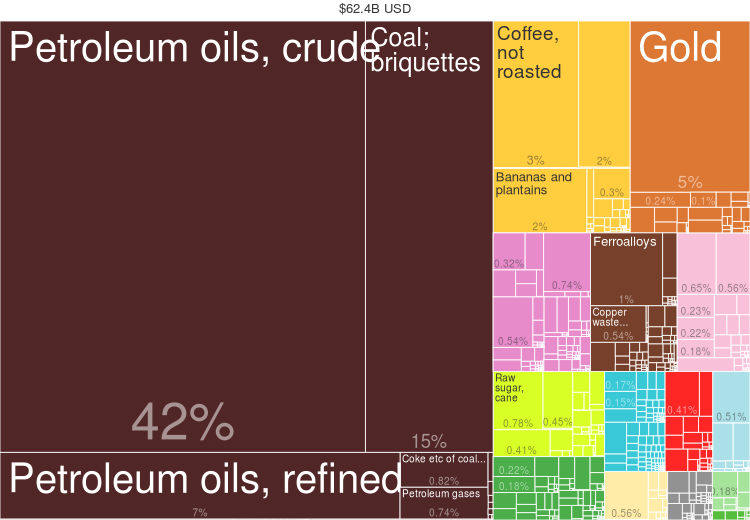 $62.4B USD
Petroleum oils, crude
42%
Coal;
briquettes
15%
Petroleum oils, refined
7%
Coke etc of coal...
0.82%
Petroleum gases
0.74%
Coffee,
not
roasted
3%
2%
Bananas and
plantains
2%
0.3%
Gold
5%
0.24%
0.1%
0.32%
0.74%
0.54%
Ferroalloys
1%
Copper
waste...
0.54%
0.65%
0.56%
0.23%
0.22%
0.18%
Raw
sugar,
cane
0.78%
0.45%
0.41%
0.17%
0.15%
0.41%
0.51%
0.22%
0.18%
0.56%
0.18%